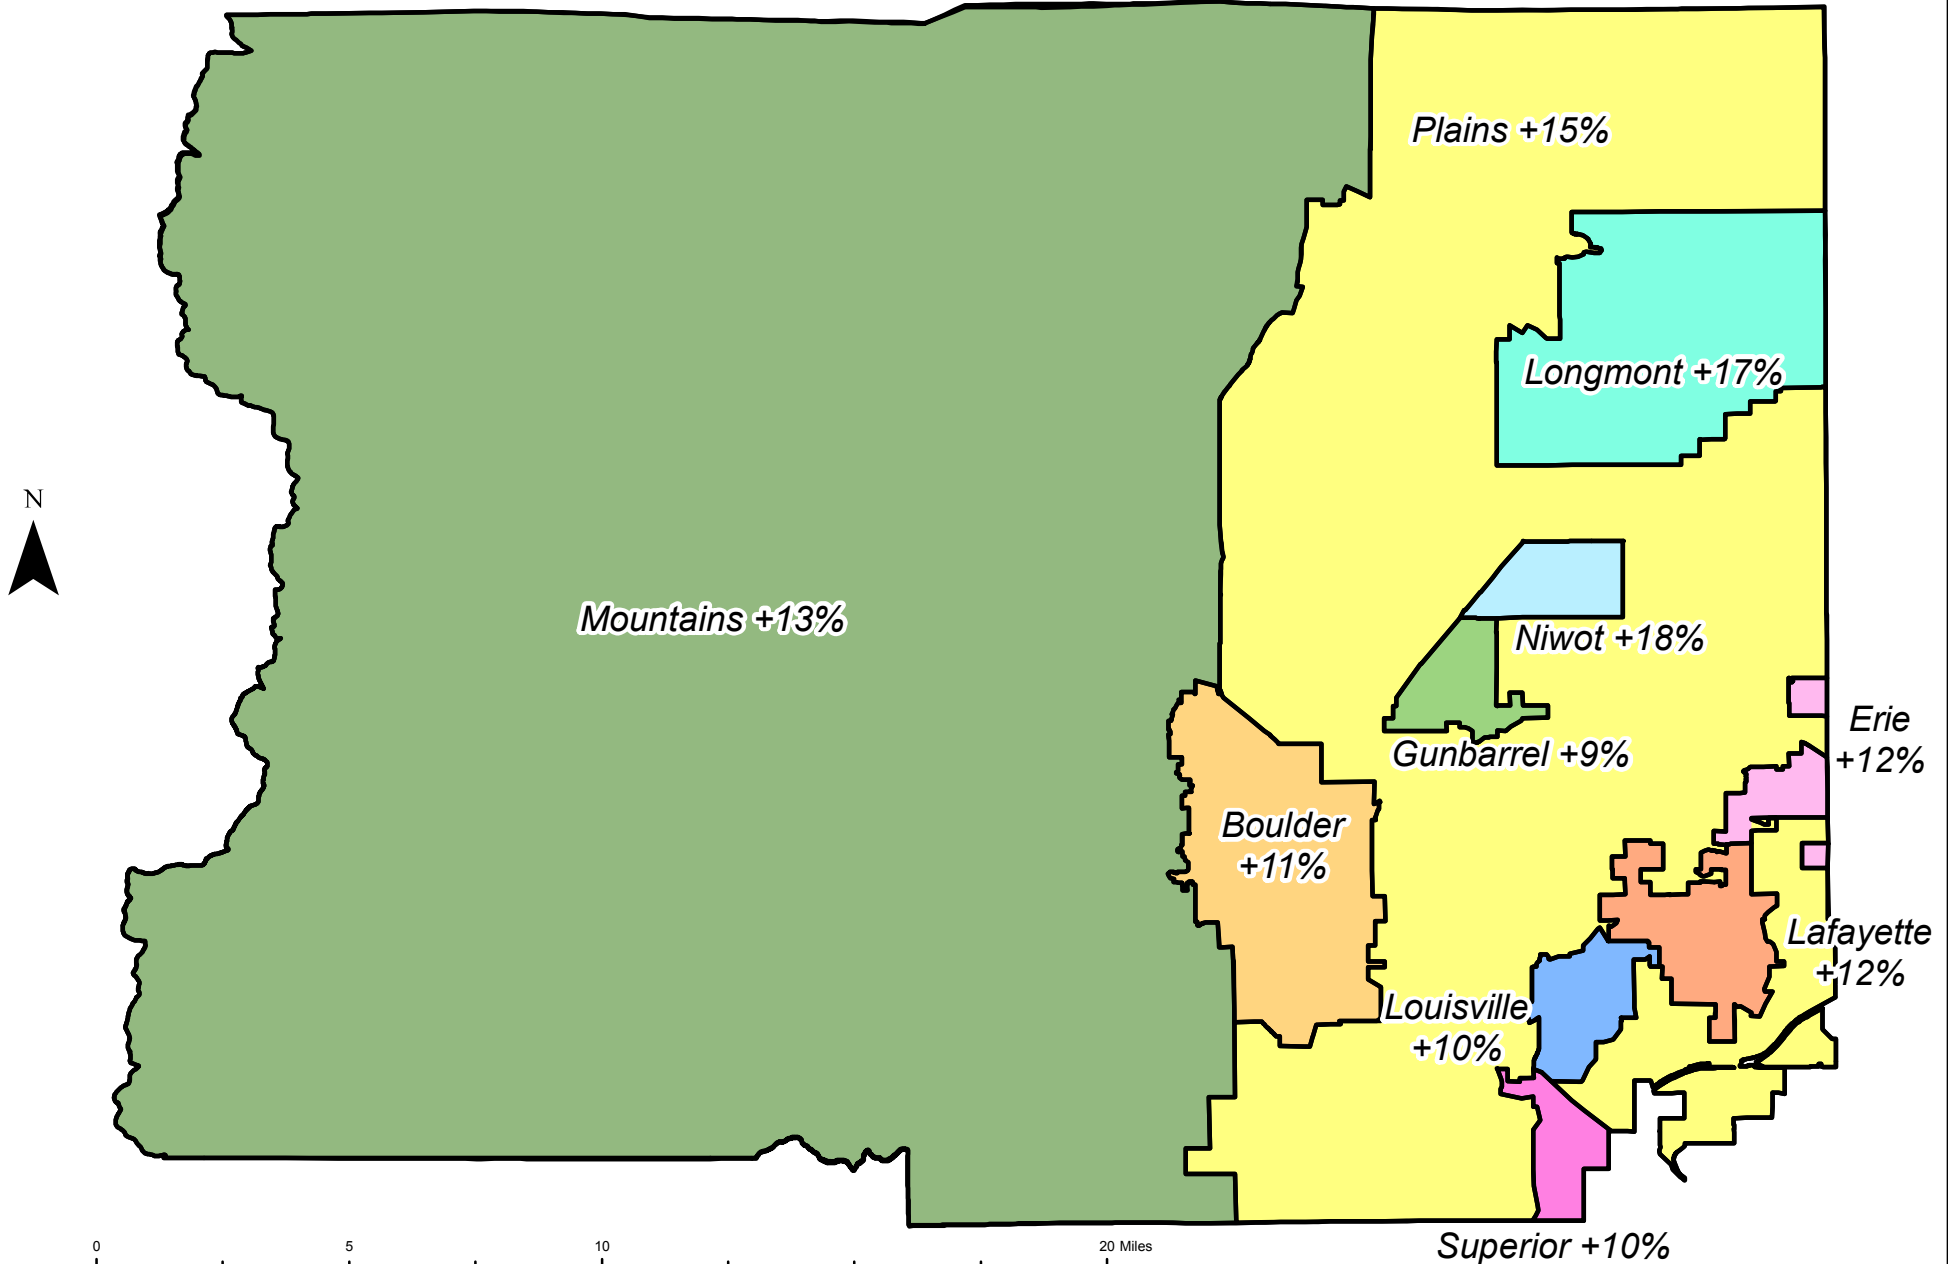 Plains +15%
Longmont +17%
N
Mountains +13%
Niwot +18%
Erie
+12%
Gunbarrel +9%
Boulder
+11%
Lafayette
+12%
Louisville
+10%
Superior +10%
0 5 10 20 Miles